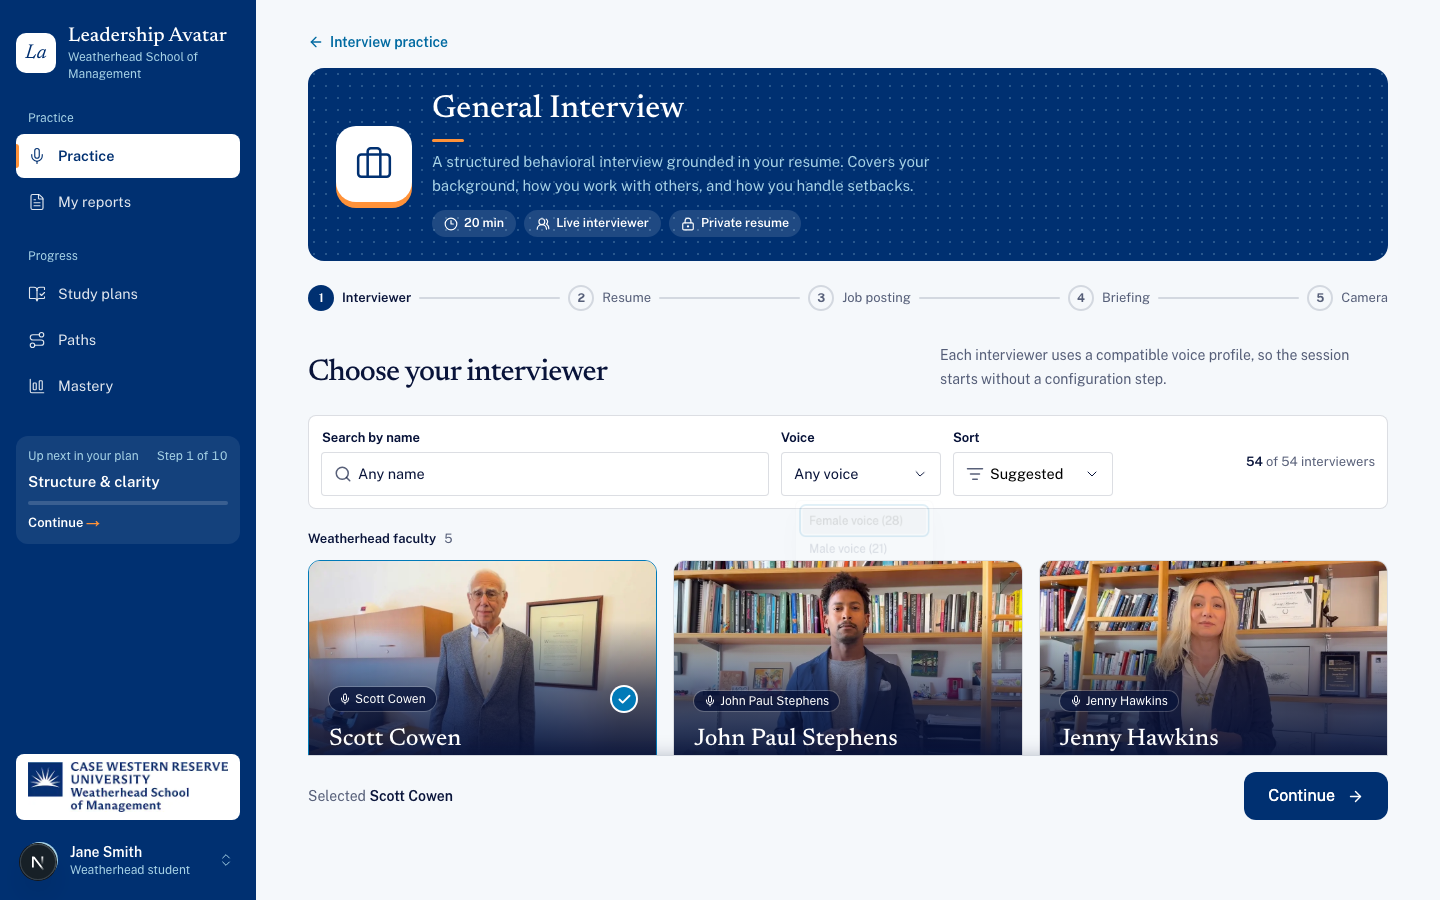 La
Leadership Avatar
Weatherhead School of
Management
Practice
Practice
My reports
Progress
Study plans
Paths
Mastery
Up next in your plan Step 1 of 10
Structure & clarity
Continue →
CASE WESTERN RESERVE
UNIVERSITY
Weatherhead School
of Management
N
Jane Smith
Weatherhead student
← Interview practice
General Interview
A structured behavioral interview grounded in your resume. Covers your
background, how you work with others, and how you handle setbacks.
20 min Live interviewer Private resume
1 Interviewer 2 Resume 3 Job posting 4 Briefing 5 Camera
Choose your interviewer
Each interviewer uses a compatible voice profile, so the session
starts without a configuration step.
Search by name Voice Sort
Any name Any voice Suggested
54 of 54 interviewers
Female voice (28)
Male voice (21)
Weatherhead faculty 5
Scott Cowen John Paul Stephens Jenny Hawkins
Scott Cowen John Paul Stephens Jenny Hawkins
Selected Scott Cowen
Continue →